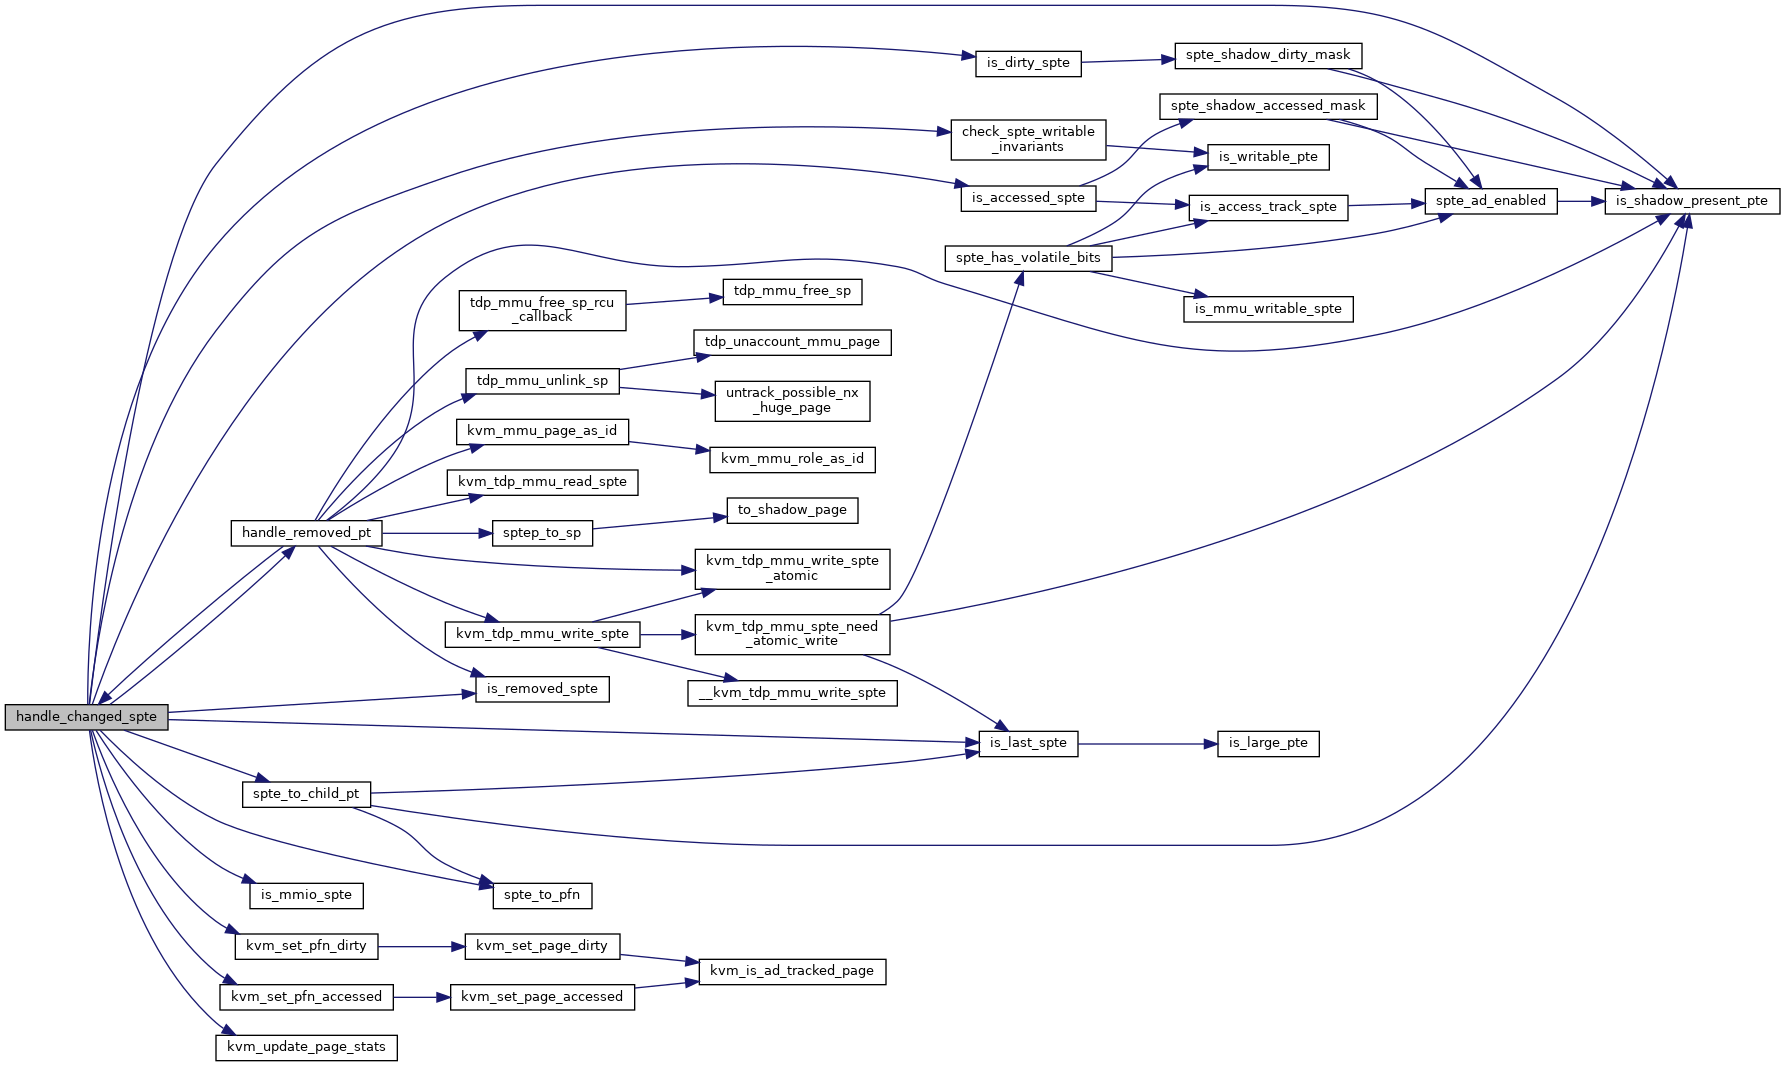 is_dirty_spte
spte_shadow_dirty_mask
spte_shadow_accessed_mask
check_spte_writable
_invariants
is_writable_pte
is_accessed_spte
is_access_track_spte
spte_ad_enabled
is_shadow_present_pte
spte_has_volatile_bits
is_mmu_writable_spte
tdp_mmu_free_sp_rcu
_callback
tdp_mmu_free_sp
tdp_unaccount_mmu_page
tdp_mmu_unlink_sp
untrack_possible_nx
_huge_page
kvm_mmu_page_as_id
kvm_mmu_role_as_id
kvm_tdp_mmu_read_spte
handle_removed_pt
sptep_to_sp
to_shadow_page
kvm_tdp_mmu_write_spte
_atomic
kvm_tdp_mmu_write_spte
kvm_tdp_mmu_spte_need
_atomic_write
is_removed_spte
__kvm_tdp_mmu_write_spte
handle_changed_spte
is_last_spte
is_large_pte
spte_to_child_pt
is_mmio_spte
spte_to_pfn
kvm_set_pfn_dirty
kvm_set_page_dirty
kvm_is_ad_tracked_page
kvm_set_pfn_accessed
kvm_set_page_accessed
kvm_update_page_stats